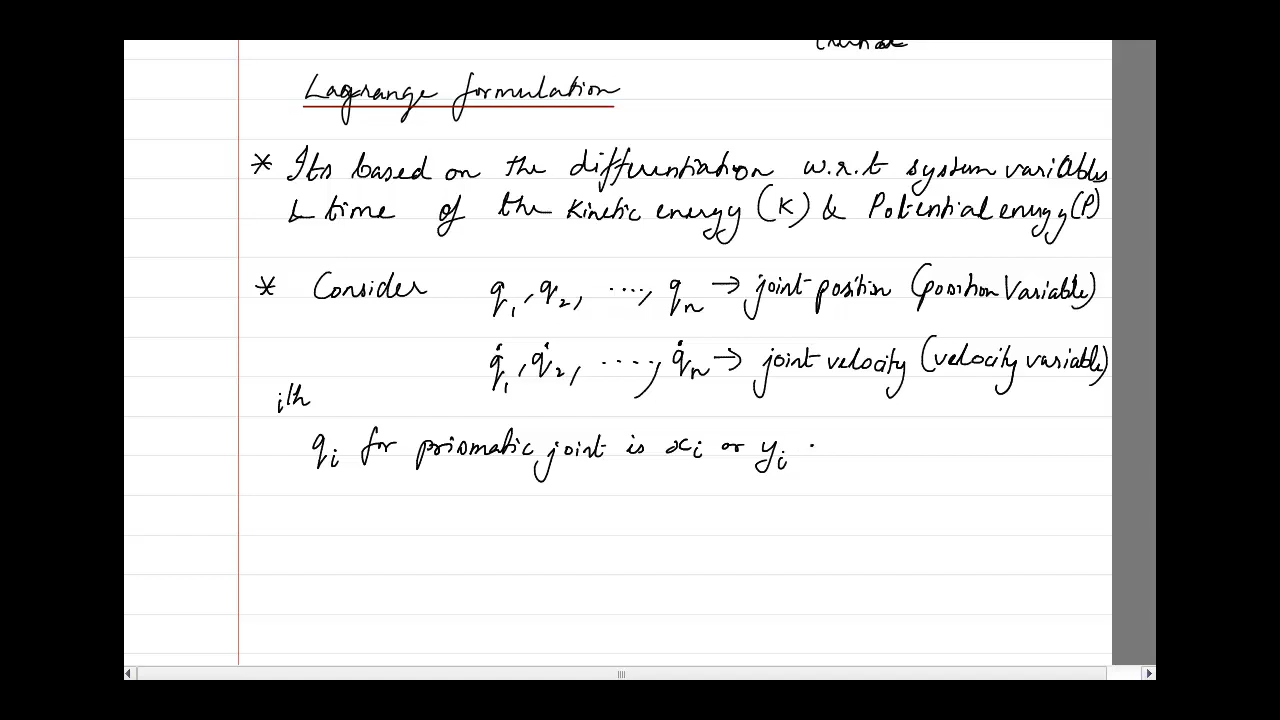 Lagrange formulation
* Its based on the differentiation w.r.t system variables
& time of the Kinetic energy (K) & Potential energy (P)
* Consider q₁, q₂, ...., qₙ → joint position (position Variable)
q̇₁, q̇₂, ...., q̇ₙ → joint velocity (velocity variable)
ith
qᵢ for prismatic joint is xᵢ or yᵢ .